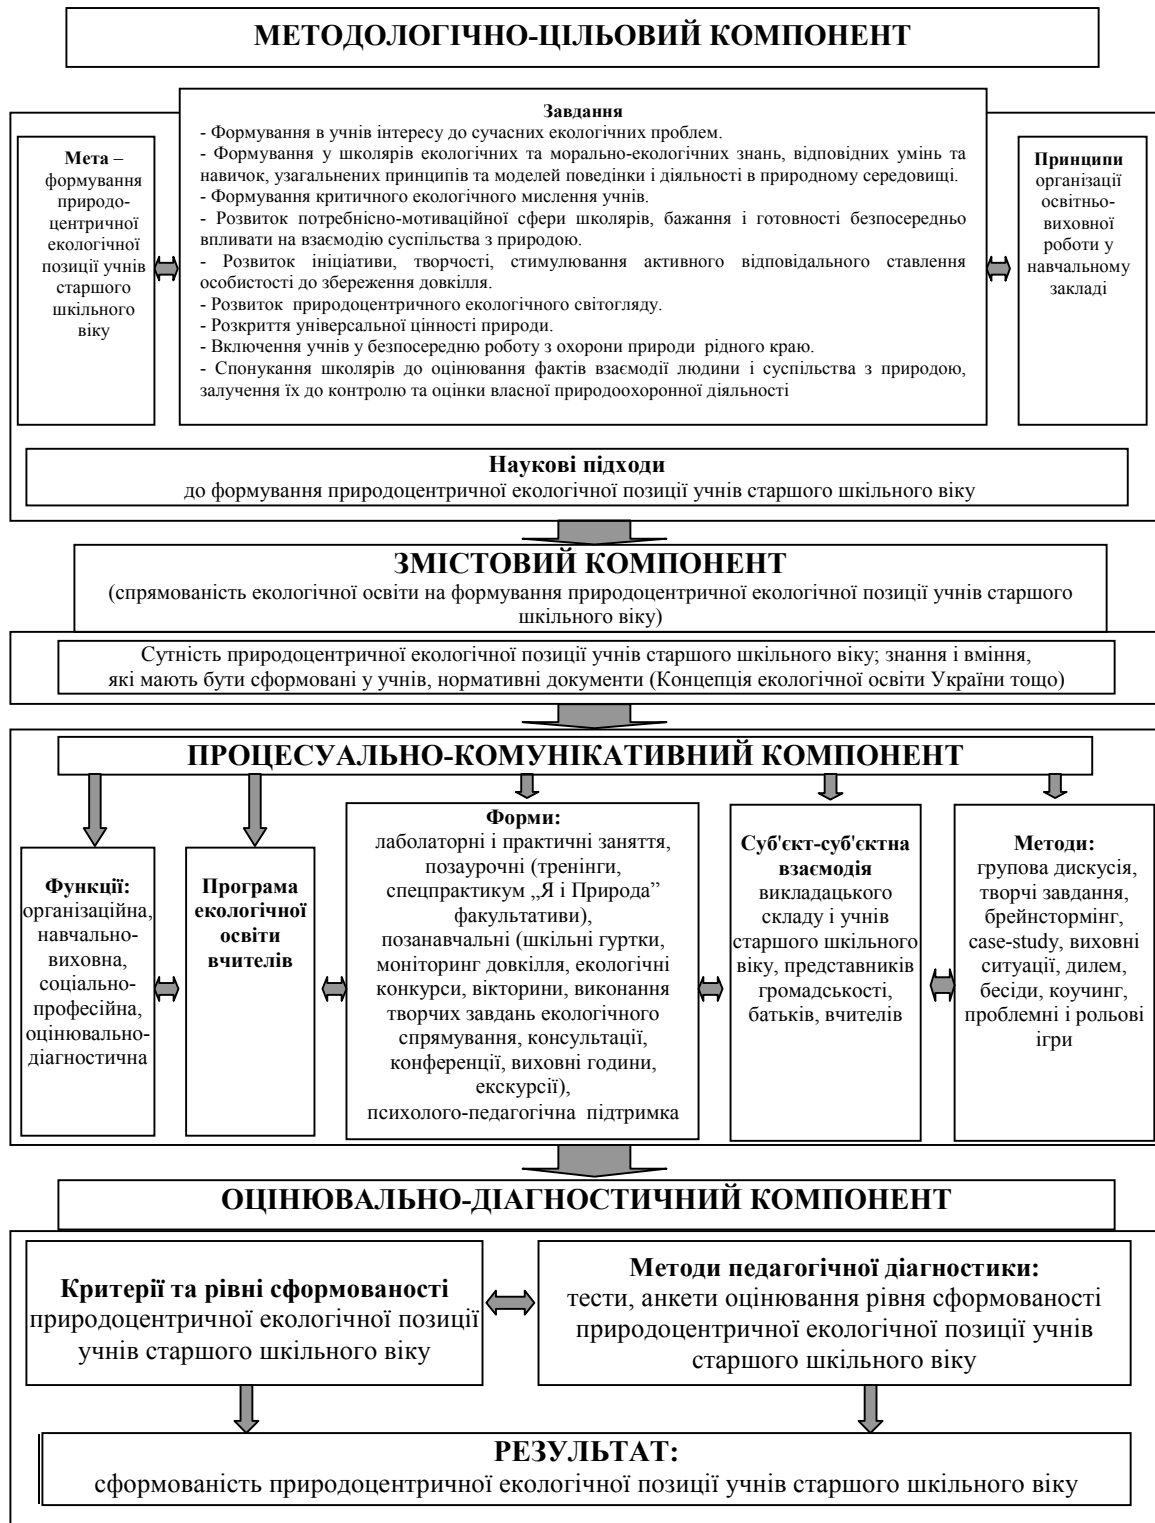 МЕТОДОЛОГІЧНО-ЦІЛЬОВИЙ КОМПОНЕНТ
Мета –
формування
природо-
центричної
екологічної
позиції учнів
старшого
шкільного
віку
Завдання
- Формування в учнів інтересу до сучасних екологічних проблем.
- Формування у школярів екологічних та морально-екологічних знань, відповідних умінь та
навичок, узагальнених принципів та моделей поведінки і діяльності в природному середовищі.
- Формування критичного екологічного мислення учнів.
- Розвиток потребнісно-мотиваційної сфери школярів, бажання і готовності безпосередньо
впливати на взаємодію суспільства з природою.
- Розвиток ініціативи, творчості, стимулювання активного відповідального ставлення
особистості до збереження довкілля.
- Розвиток природоцентричного екологічного світогляду.
- Розкриття універсальної цінності природи.
- Включення учнів у безпосередню роботу з охорони природи рідного краю.
- Спонукання школярів до оцінювання фактів взаємодії людини і суспільства з природою,
залучення їх до контролю та оцінки власної природоохоронної діяльності
Принципи
організації
освітньо-
виховної
роботи у
навчальному
закладі
Наукові підходи
до формування природоцентричної екологічної позиції учнів старшого шкільного віку
ЗМІСТОВИЙ КОМПОНЕНТ
(спрямованість екологічної освіти на формування природоцентричної екологічної позиції учнів старшого
шкільного віку)
Сутність природоцентричної екологічної позиції учнів старшого шкільного віку; знання і вміння,
які мають бути сформовані у учнів, нормативні документи (Концепція екологічної освіти України тощо)
ПРОЦЕСУАЛЬНО-КОМУНІКАТИВНИЙ КОМПОНЕНТ
Функції:
організаційна,
навчально-
виховна,
соціально-
професійна,
оцінювально-
діагностична
Програма
екологічної
освіти
вчителів
Форми:
лаболаторні і практичні заняття,
позаурочні (тренінги,
спецпрактикум „Я і Природа”
факультативи),
позанавчальні (шкільні гуртки,
моніторинг довкілля, екологічні
конкурси, вікторини, виконання
творчих завдань екологічного
спрямування, консультації,
конференції, виховні години,
екскурсії),
психолого-педагогічна підтримка
Суб'єкт-суб'єктна
взаємодія
викладацького
складу і учнів
старшого шкільного
віку, представників
громадськості,
батьків, вчителів
Методи:
групова дискусія,
творчі завдання,
брейнстормінг,
case-study, виховні
ситуації, дилем,
бесіди, коучинг,
проблемні і рольові
ігри
ОЦІНЮВАЛЬНО-ДІАГНОСТИЧНИЙ КОМПОНЕНТ
Критерії та рівні сформованості
природоцентричної екологічної позиції
учнів старшого шкільного віку
Методи педагогічної діагностики:
тести, анкети оцінювання рівня сформованості
природоцентричної екологічної позиції учнів
старшого шкільного віку
РЕЗУЛЬТАТ:
сформованість природоцентричної екологічної позиції учнів старшого шкільного віку